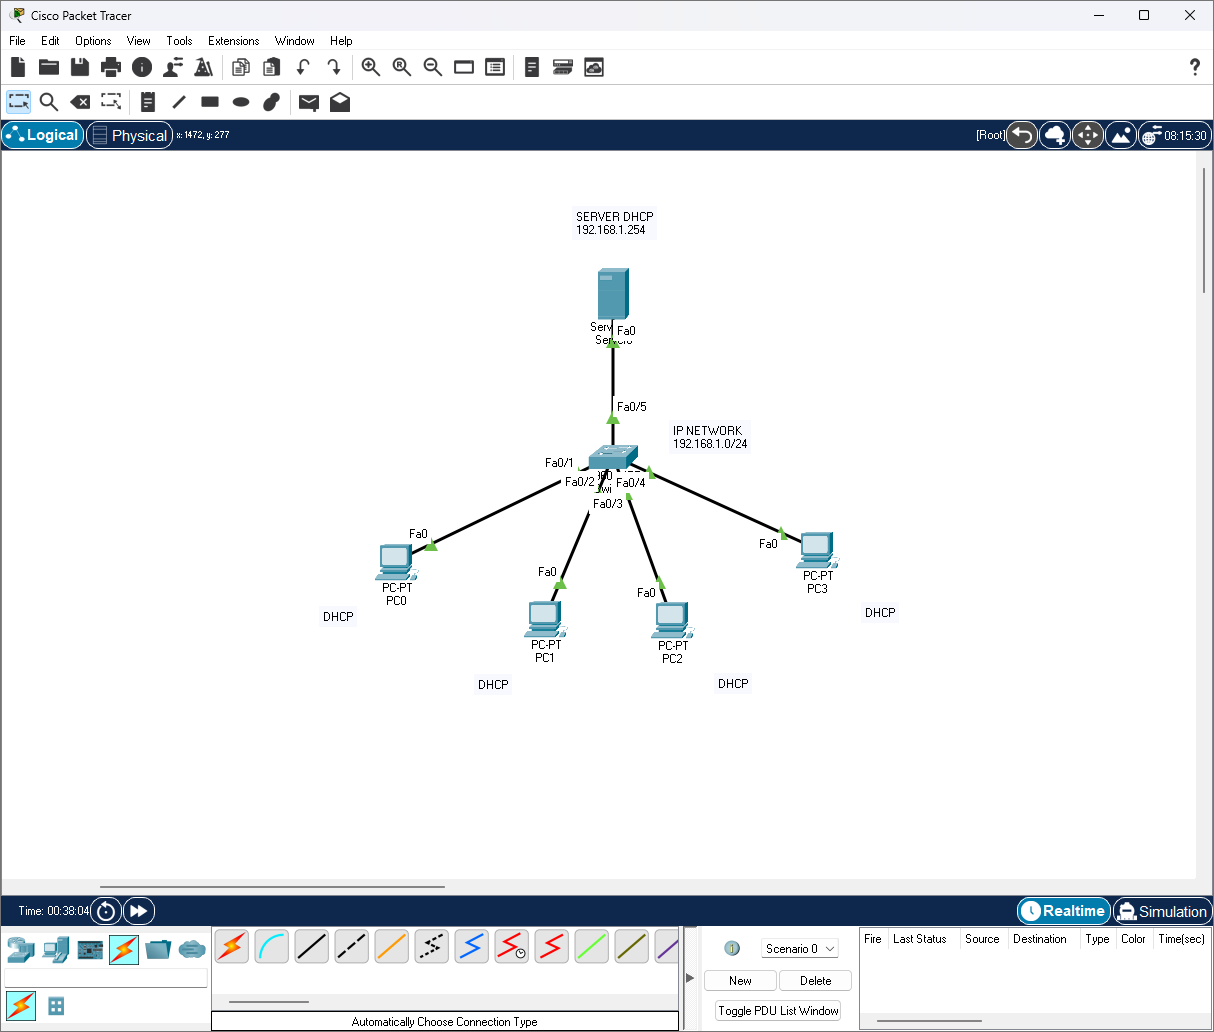 Cisco Packet Tracer
File Edit Options View Tools Extensions Window Help
Logical Physical x: 1472, y: 277 [Root] 08:15:30
SERVER DHCP
192.168.1.254
Fa0
Fa0/5
IP NETWORK
192.168.1.0/24
Fa0/1
Fa0/2
Fa0/4
Fa0/3
Fa0
PC-PT
PC0
DHCP
Fa0
PC-PT
PC1
DHCP
Fa0
PC-PT
PC2
DHCP
Fa0
PC-PT
PC3
DHCP
Time: 00:38:04 Realtime Simulation
Scenario 0
New Delete
Toggle PDU List Window
Fire Last Status Source Destination Type Color Time(sec)
Automatically Choose Connection Type